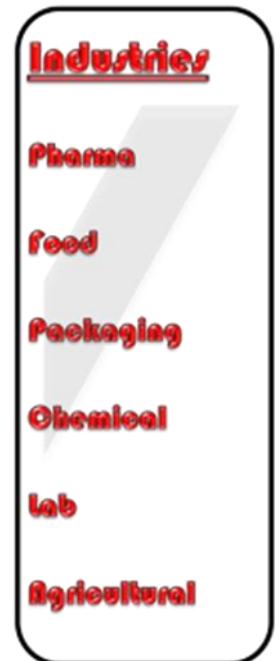 Industries
Pharma
Food
Packaging
Chemical
Lab
Agricultural